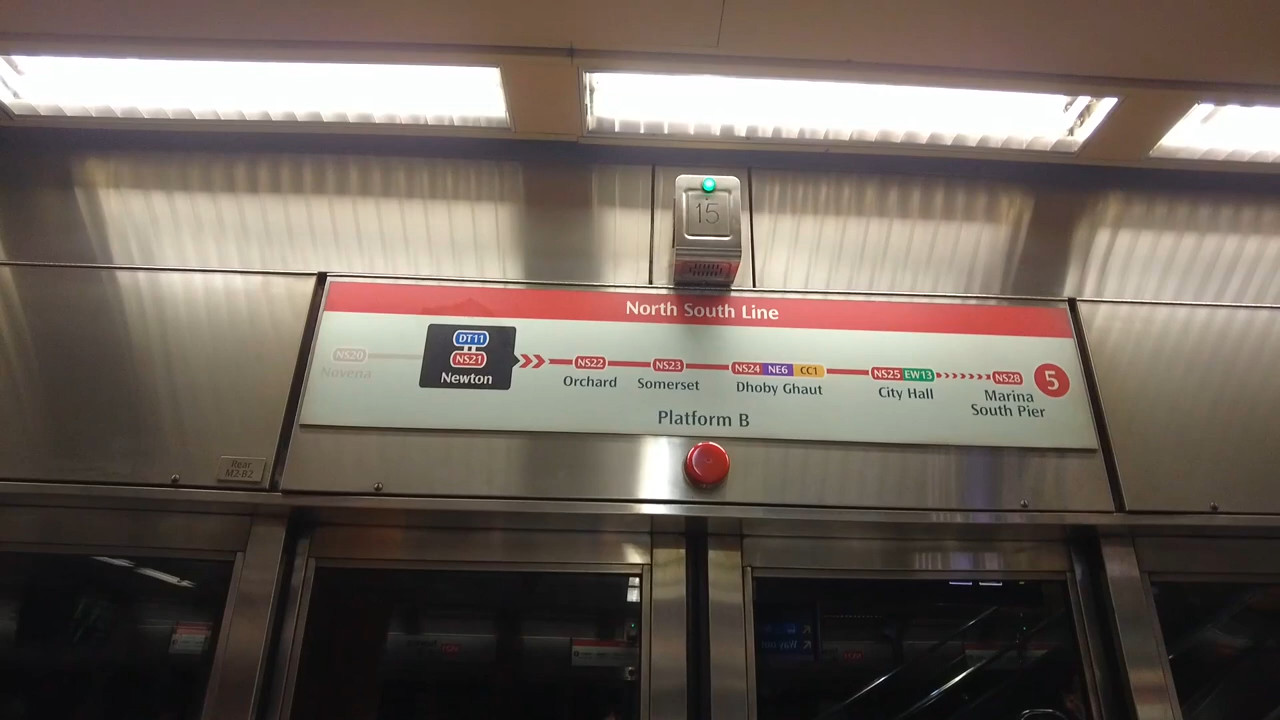 15
North South Line
DT11
NS20 NS21 NS22 NS23 NS24 NE6 CC1 NS25 EW13 NS28 5
Novena Newton Orchard Somerset Dhoby Ghaut City Hall Marina
South Pier
Platform B
Rear
M2-B2